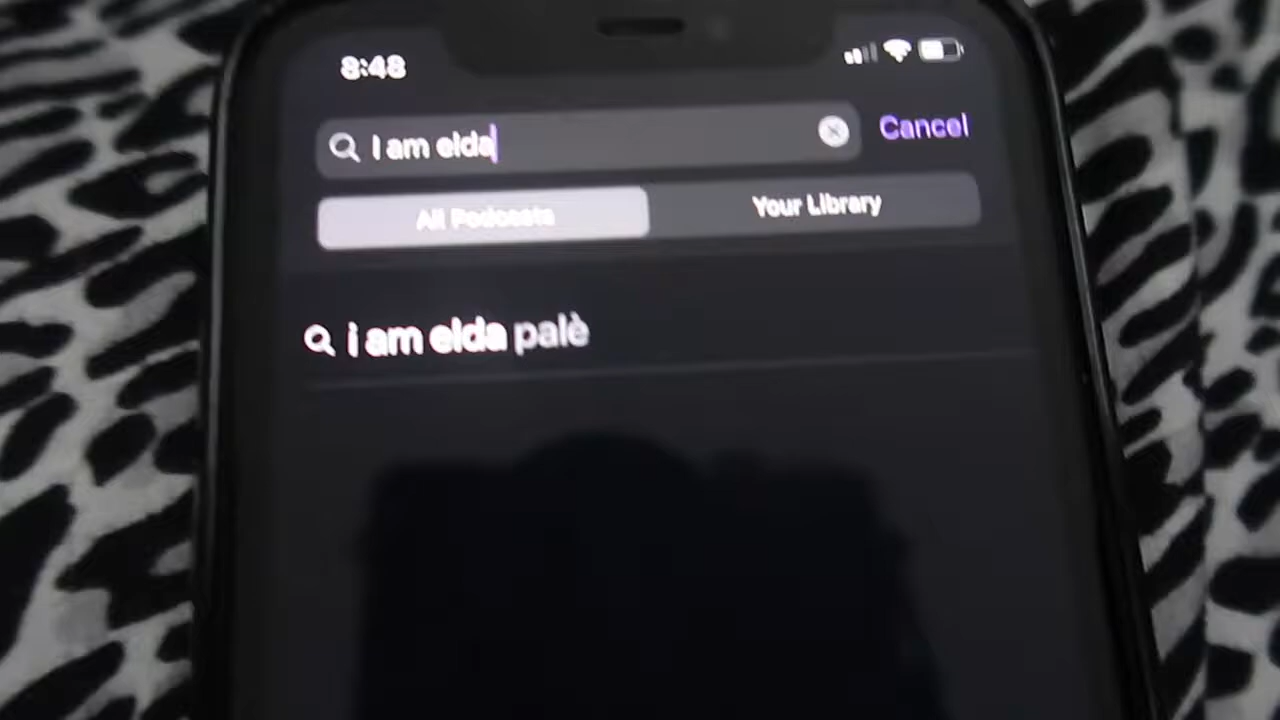 8:48
I am elda
Cancel
All Podcasts
Your Library
i am elda palè